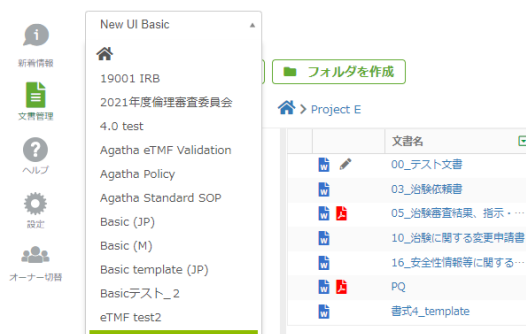 新着情報
文書管理
ヘルプ
設定
オーナー切替
New UI Basic
19001 IRB
2021年度倫理審査委員会
4.0 test
Agatha eTMF Validation
Agatha Policy
Agatha Standard SOP
Basic (JP)
Basic (M)
Basic template (JP)
Basicテスト_2
eTMF test2
フォルダを作成
> Project E
文書名
00_テスト文書
03_治験依頼書
05_治験審査結果、指示・…
10_治験に関する変更申請書
16_安全性情報等に関する…
PQ
書式4_template